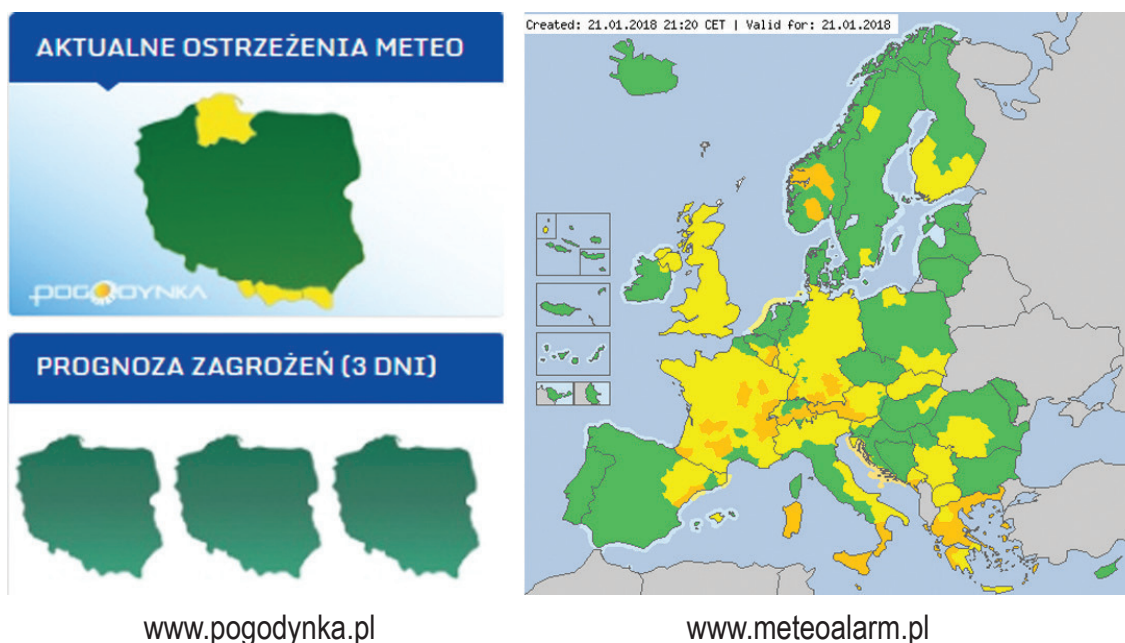 AKTUALNE OSTRZEŻENIA METEO
POGODYNKA
PROGNOZA ZAGROŻEŃ (3 DNI)
Created: 21.01.2018 21:20 CET | Valid for: 21.01.2018
www.pogodynka.pl
www.meteoalarm.pl